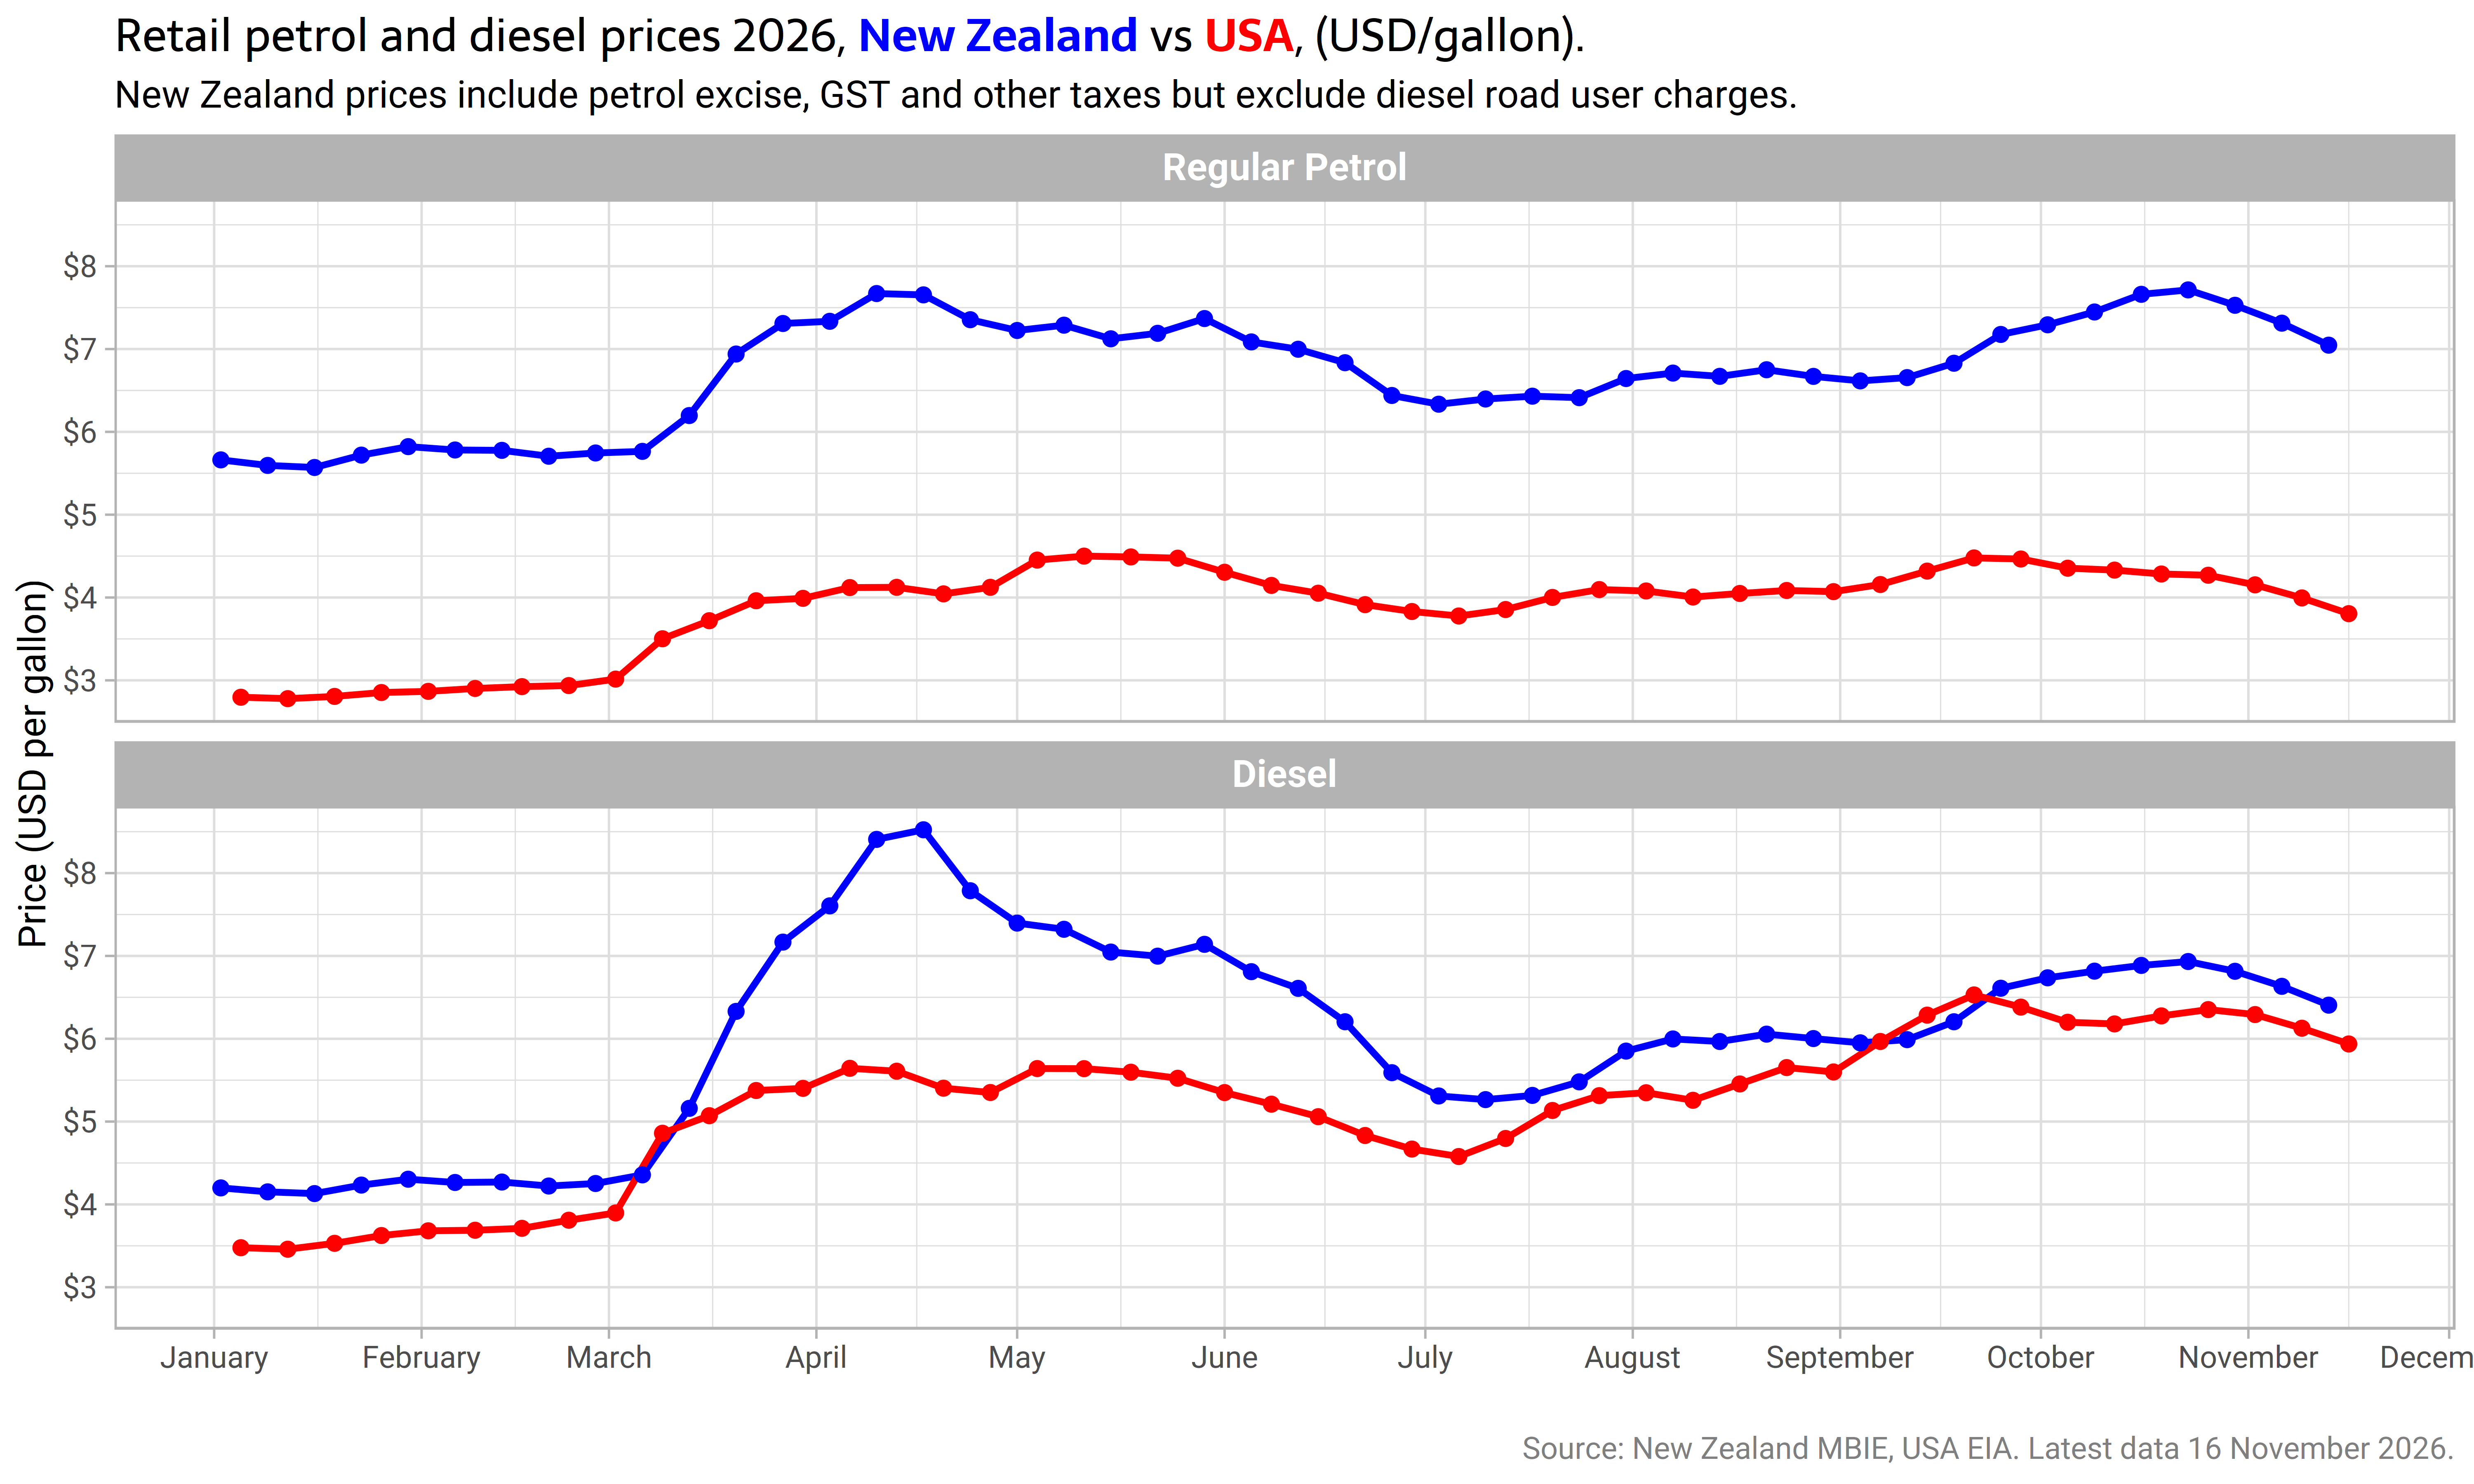 Retail petrol and diesel prices 2026, New Zealand vs USA, (USD/gallon).
New Zealand prices include petrol excise, GST and other taxes but exclude diesel road user charges.
Price (USD per gallon)
Regular Petrol
$8
$7
$6
$5
$4
$3
Diesel
$8
$7
$6
$5
$4
$3
January February March April May June July August September October November Decem
Source: New Zealand MBIE, USA EIA. Latest data 16 November 2026.